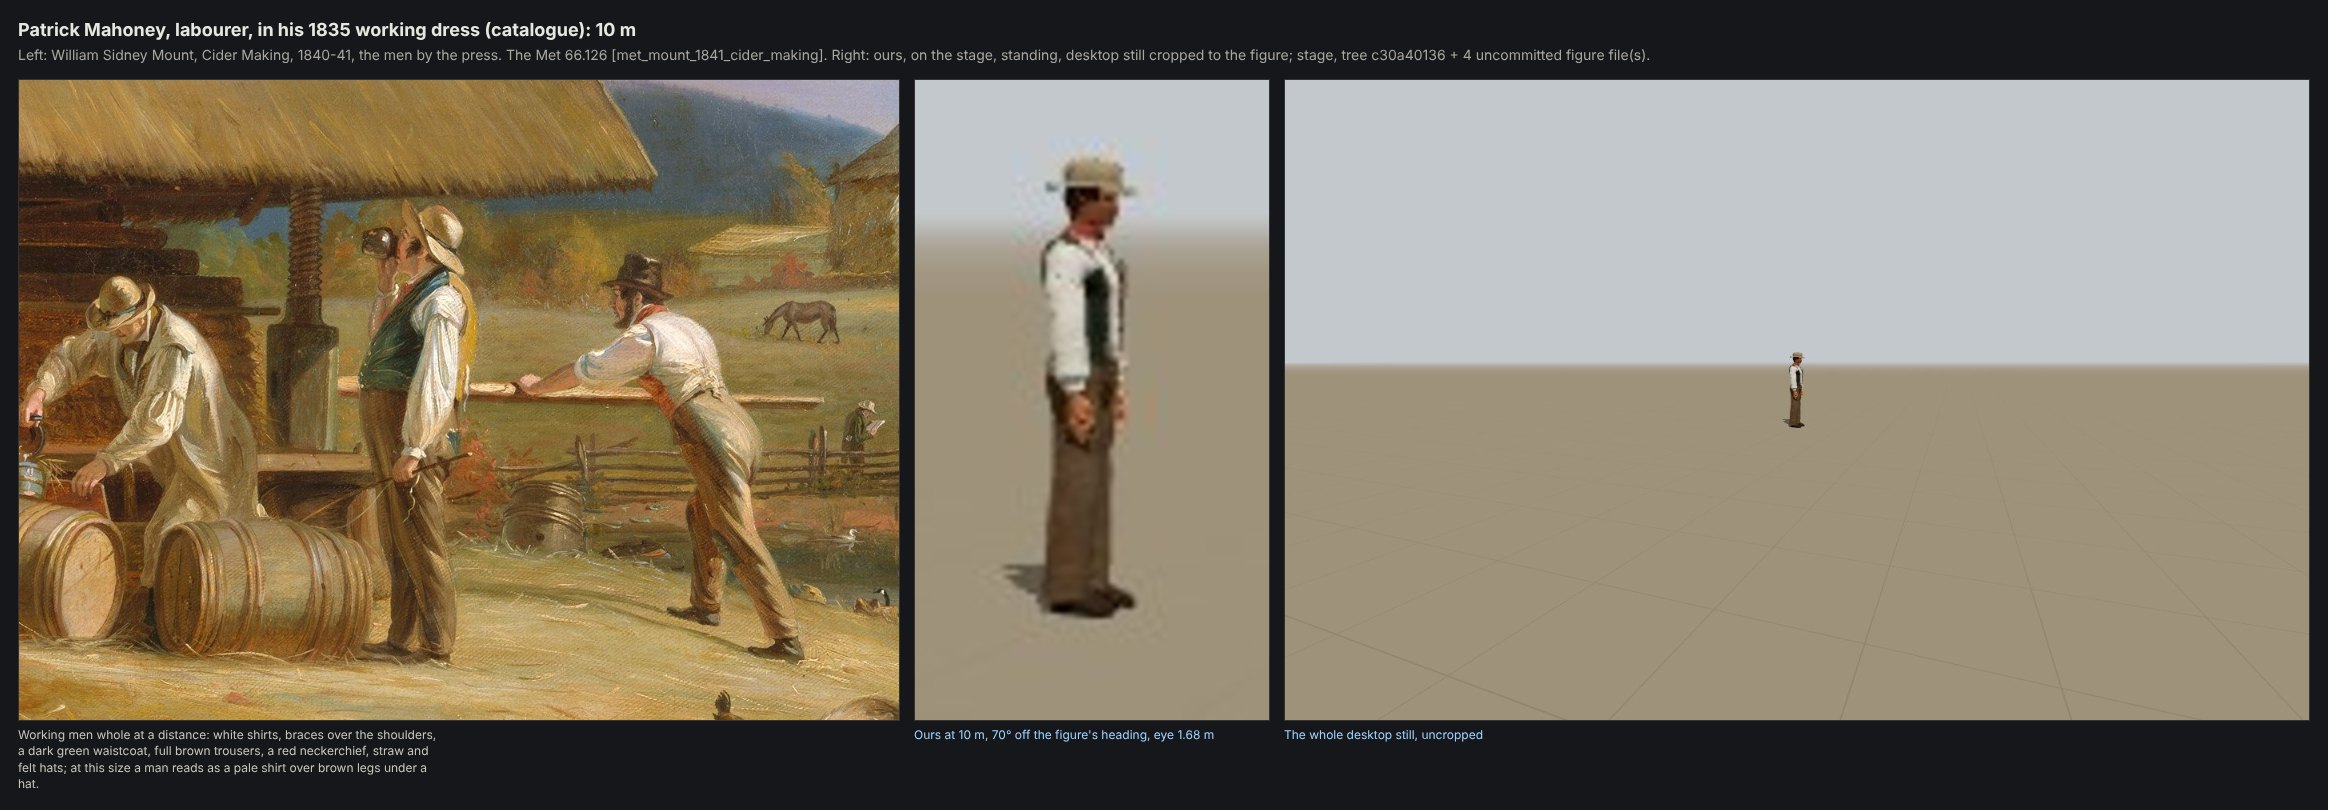 Patrick Mahoney, labourer, in his 1835 working dress (catalogue): 10 m
Left: William Sidney Mount, Cider Making, 1840-41, the men by the press. The Met 66.126 [met_mount_1841_cider_making]. Right: ours, on the stage, standing, desktop still cropped to the figure; stage, tree c30a40136 + 4 uncommitted figure file(s).
Working men whole at a distance: white shirts, braces over the shoulders,
a dark green waistcoat, full brown trousers, a red neckerchief, straw and
felt hats; at this size a man reads as a pale shirt over brown legs under a
hat.
Ours at 10 m, 70° off the figure's heading, eye 1.68 m
The whole desktop still, uncropped